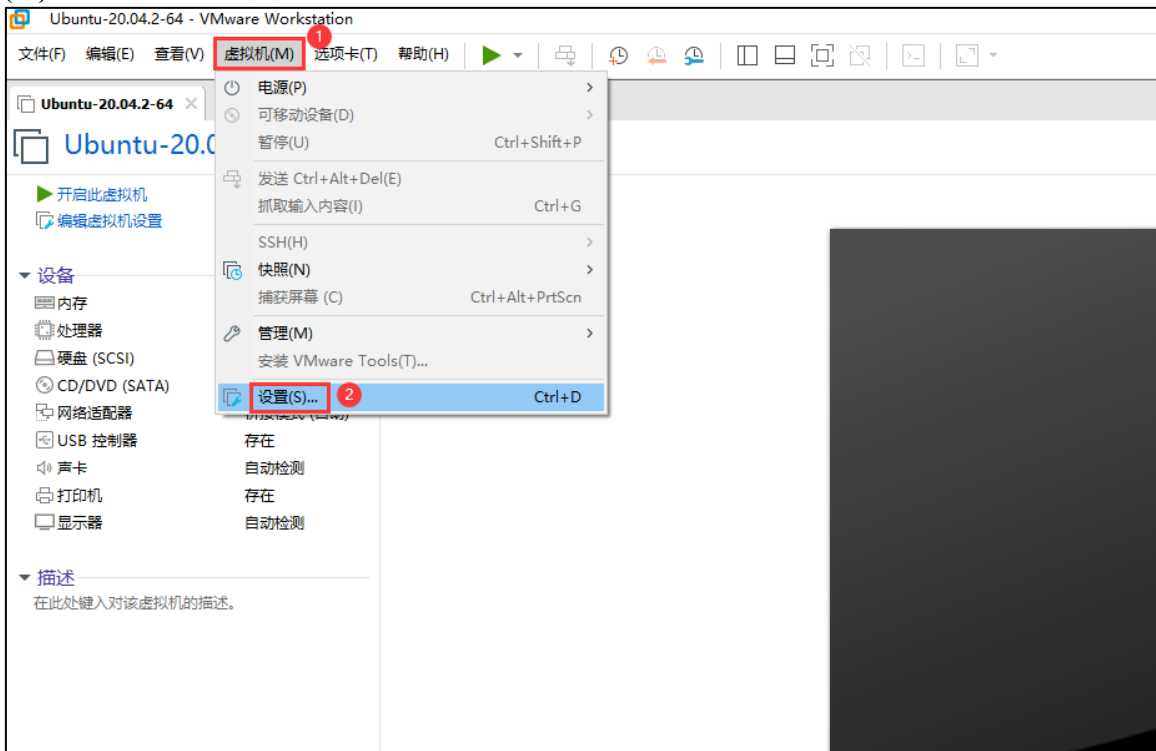 Ubuntu-20.04.2-64 - VMware Workstation
1
文件(F) 编辑(E) 查看(V) 虚拟机(M) 选项卡(T) 帮助(H)
Ubuntu-20.04.2-64
Ubuntu-20.0
开启此虚拟机
编辑虚拟机设置
电源(P)
可移动设备(D)
暂停(U) Ctrl+Shift+P
发送 Ctrl+Alt+Del(E)
抓取输入内容(I) Ctrl+G
SSH(H)
快照(N)
捕获屏幕 (C) Ctrl+Alt+PrtScn
管理(M)
安装 VMware Tools(T)...
设置(S)... 2 Ctrl+D
设备
内存
处理器
硬盘 (SCSI)
CD/DVD (SATA)
网络适配器
USB 控制器 存在
声卡 自动检测
打印机 存在
显示器 自动检测
描述
在此处键入对该虚拟机的描述。